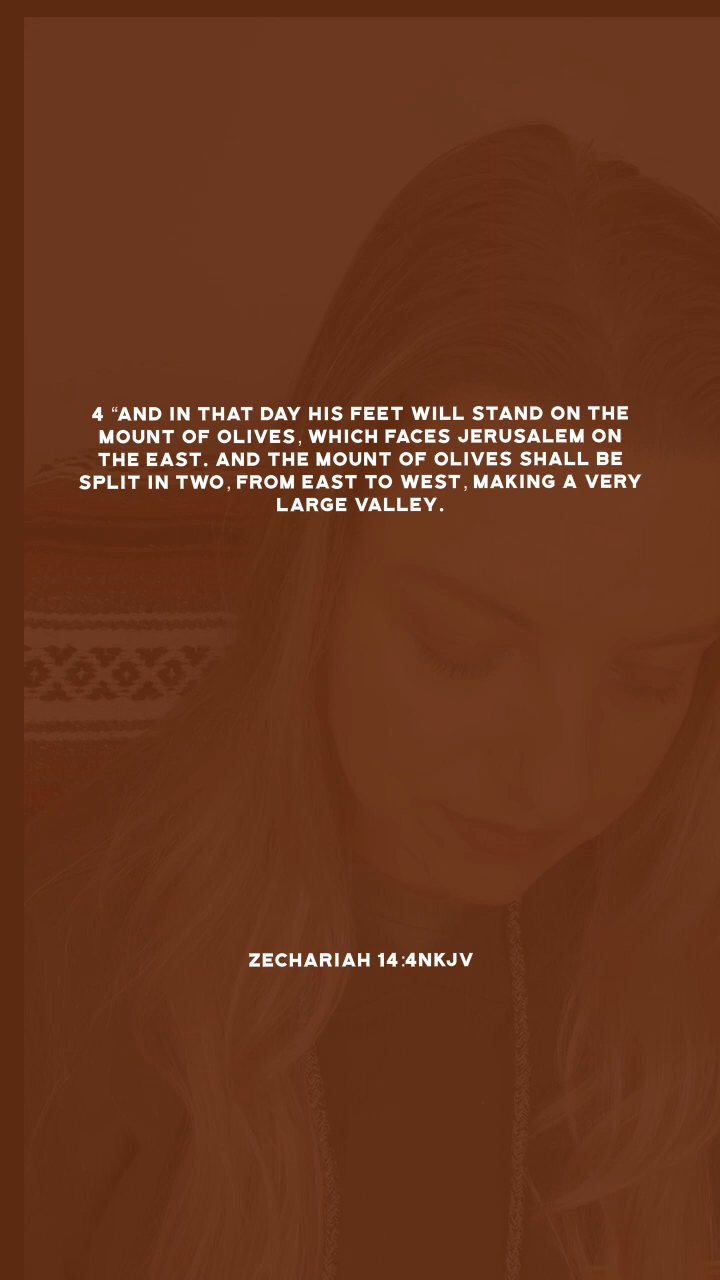 4 “AND IN THAT DAY HIS FEET WILL STAND ON THE
MOUNT OF OLIVES, WHICH FACES JERUSALEM ON
THE EAST. AND THE MOUNT OF OLIVES SHALL BE
SPLIT IN TWO, FROM EAST TO WEST, MAKING A VERY
LARGE VALLEY.
ZECHARIAH 14:4NKJV